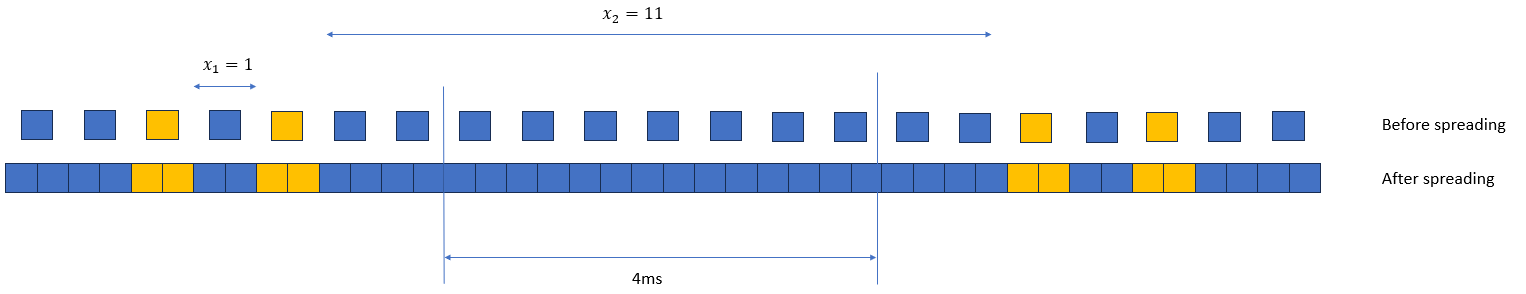 x₂ = 11
x₁ = 1
Before spreading
After spreading
4ms